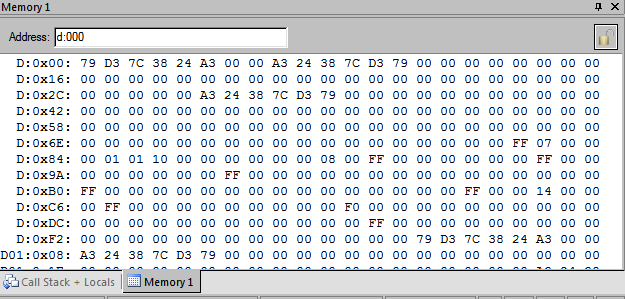 Memory 1
Address: d:000
D:0x00: 79 D3 7C 38 24 A3 00 00 A3 24 38 7C D3 79 00 00 00 00 00 00 00 00
D:0x16: 00 00 00 00 00 00 00 00 00 00 00 00 00 00 00 00 00 00 00 00 00 00
D:0x2C: 00 00 00 00 00 A3 24 38 7C D3 79 00 00 00 00 00 00 00 00 00 00 00
D:0x42: 00 00 00 00 00 00 00 00 00 00 00 00 00 00 00 00 00 00 00 00 00 00
D:0x58: 00 00 00 00 00 00 00 00 00 00 00 00 00 00 00 00 00 00 00 00 00 00
D:0x6E: 00 00 00 00 00 00 00 00 00 00 00 00 00 00 00 00 00 00 FF 07 00 00
D:0x84: 00 01 01 10 00 00 00 00 00 00 08 00 FF 00 00 00 00 00 00 FF 00 00
D:0x9A: 00 00 00 00 00 00 FF 00 00 00 00 00 00 00 00 00 00 00 00 00 00 00
D:0xB0: FF 00 00 00 00 00 00 00 00 00 00 00 00 00 00 00 FF 00 00 14 00 00
D:0xC6: 00 FF 00 00 00 00 00 00 00 00 00 F0 00 00 00 00 00 00 00 00 00 00
D:0xDC: 00 00 00 00 00 00 00 00 00 00 00 00 FF 00 00 00 00 00 00 00 00 00
D:0xF2: 00 00 00 00 00 00 00 00 00 00 00 00 00 00 79 D3 7C 38 24 A3 00 00
D01:0x08: A3 24 38 7C D3 79 00 00 00 00 00 00 00 00 00 00 00 00 00 00 00 00
Call Stack + Locals Memory 1